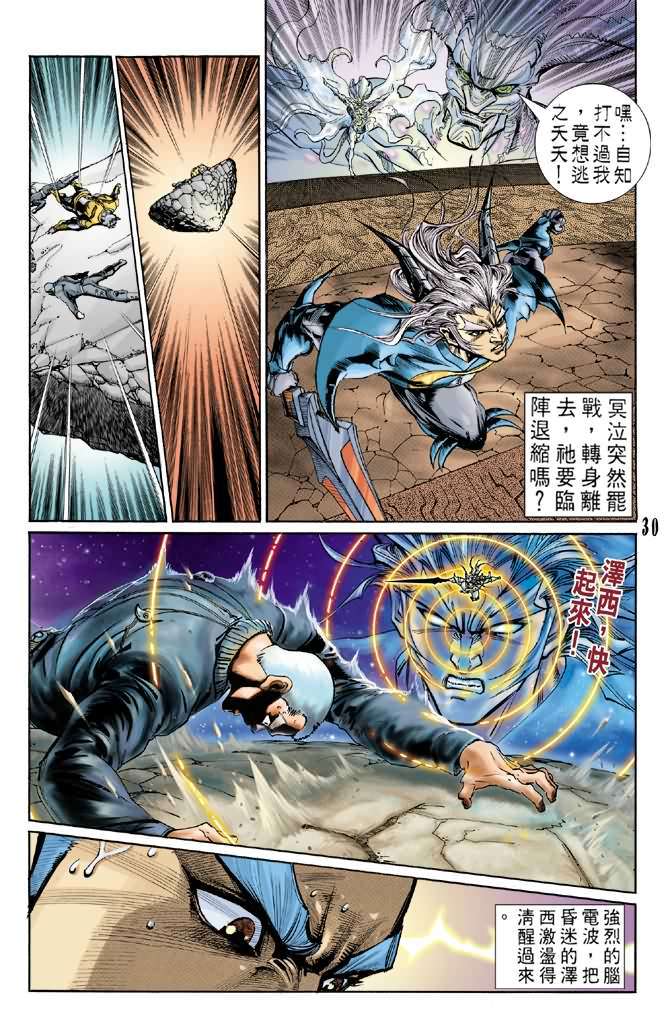 嘿…自知
打不過我
，竟想逃
之夭夭！
冥泣突然罷
戰，轉身離
去，祂要臨
陣退縮嗎？
30
澤西，快
起來！
強烈的腦
電波，把
昏迷的澤
西激盪得
清醒過來
。